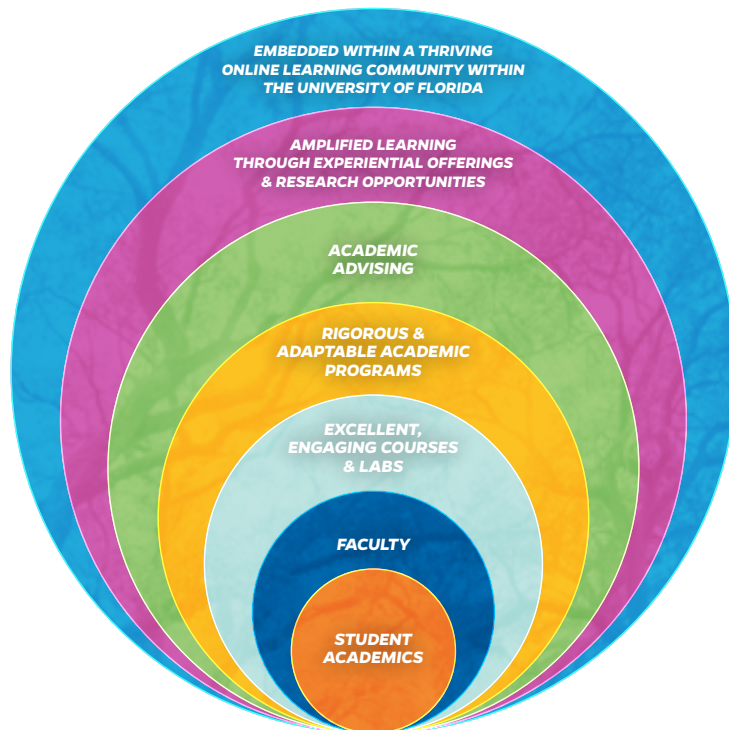 EMBEDDED WITHIN A THRIVING
ONLINE LEARNING COMMUNITY WITHIN
THE UNIVERSITY OF FLORIDA
AMPLIFIED LEARNING
THROUGH EXPERIENTIAL OFFERINGS
& RESEARCH OPPORTUNITIES
ACADEMIC
ADVISING
RIGOROUS &
ADAPTABLE ACADEMIC
PROGRAMS
EXCELLENT,
ENGAGING COURSES
& LABS
FACULTY
STUDENT
ACADEMICS